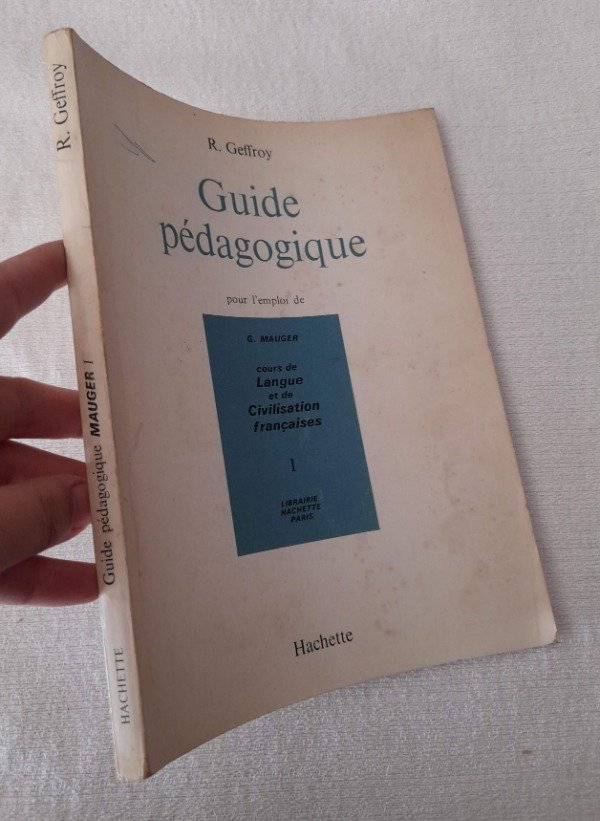 R. Geffroy
Guide pédagogique MAUGER I
HACHETTE
R. Geffroy
Guide
pédagogique
pour l'emploi de
G. MAUGER
cours de
Langue
et de
Civilisation
françaises
I
LIBRAIRIE
HACHETTE
PARIS
Hachette